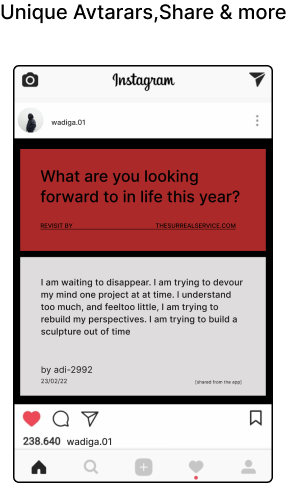 Unique Avtarars,Share & more
Instagram
wadiga.01
What are you looking
forward to in life this year?
REVISIT BY THESURREALSERVICE.COM
I am waiting to disappear. I am trying to devour
my mind one project at at time. I understand
too much, and feeltoo little, I am trying to
rebuild my perspectives. I am trying to build a
sculpture out of time
by adi-2992
23/02/22 (shared from the app)
238.640 wadiga.01